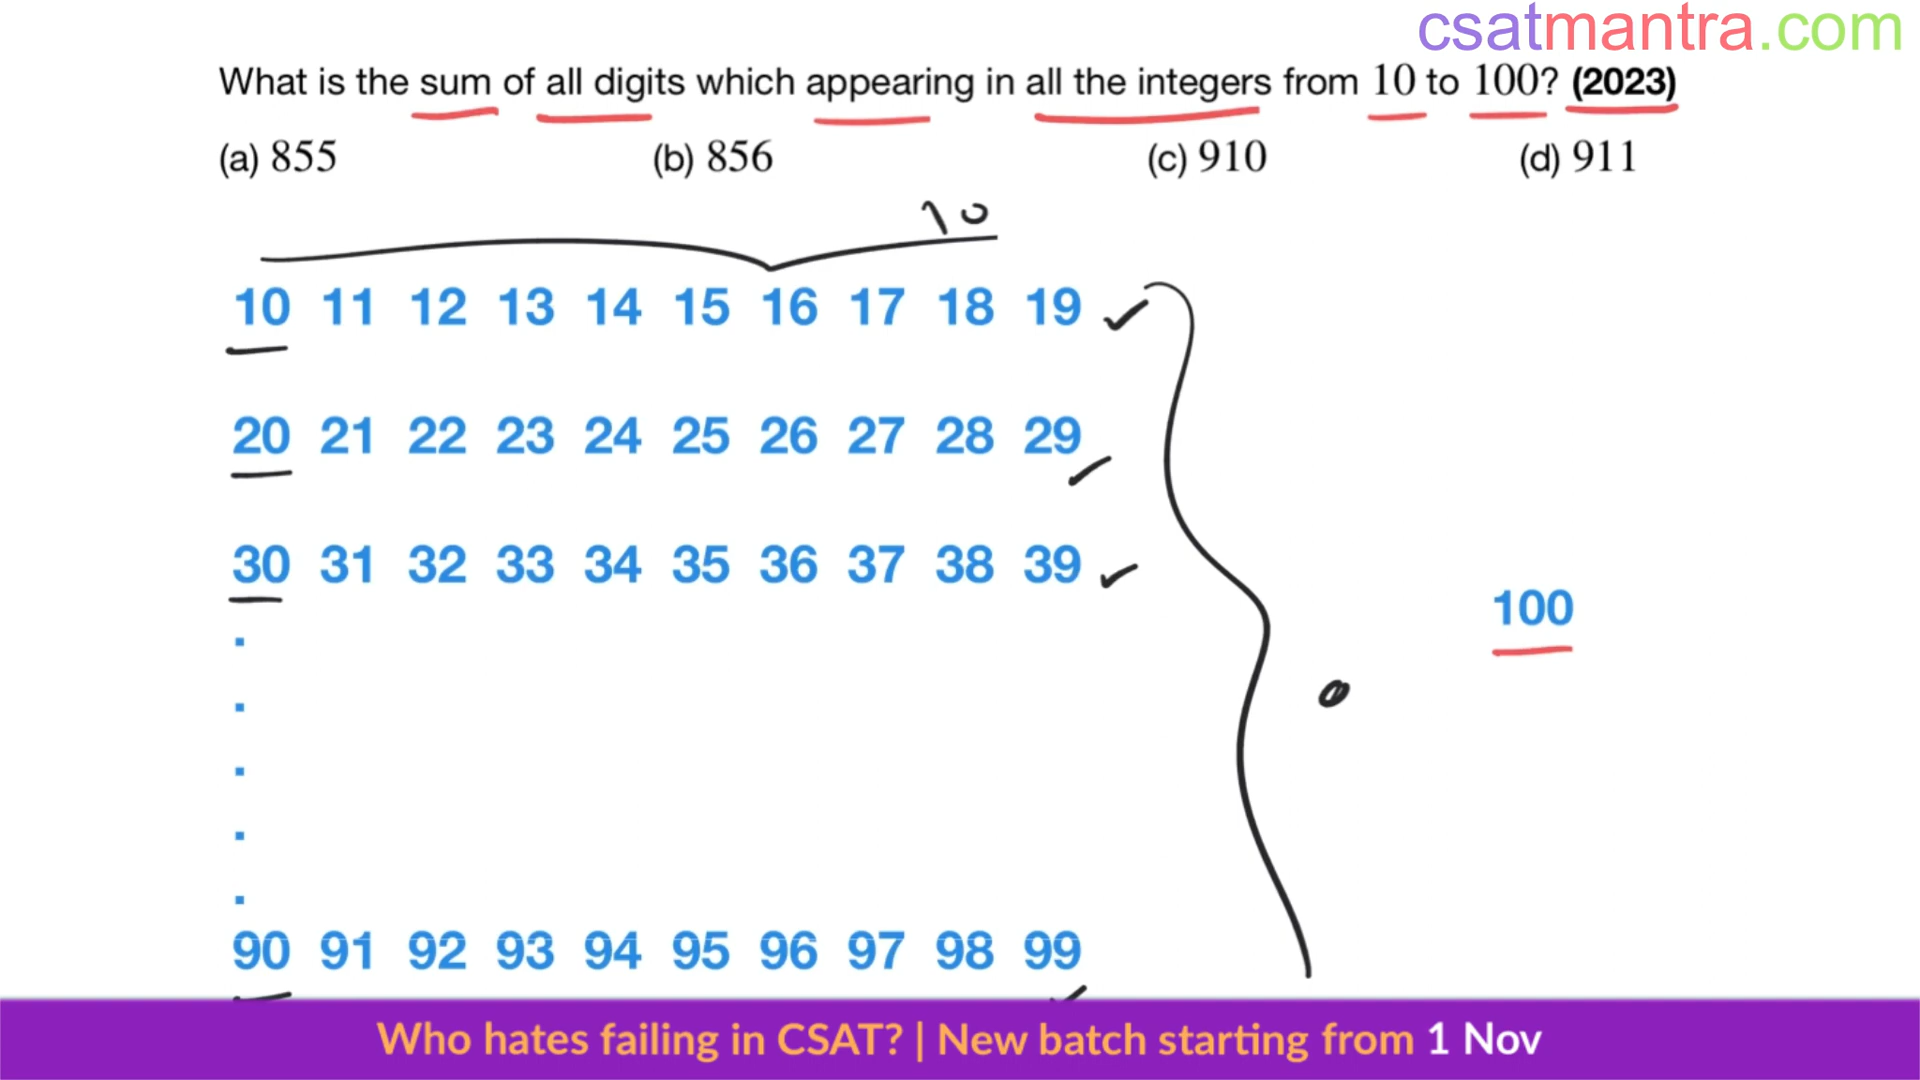 csatmantra.com
What is the sum of all digits which appearing in all the integers from 10 to 100? (2023)
(a) 855 (b) 856 (c) 910 (d) 911
10
10 11 12 13 14 15 16 17 18 19
20 21 22 23 24 25 26 27 28 29
30 31 32 33 34 35 36 37 38 39
100
90 91 92 93 94 95 96 97 98 99
Who hates failing in CSAT? | New batch starting from 1 Nov